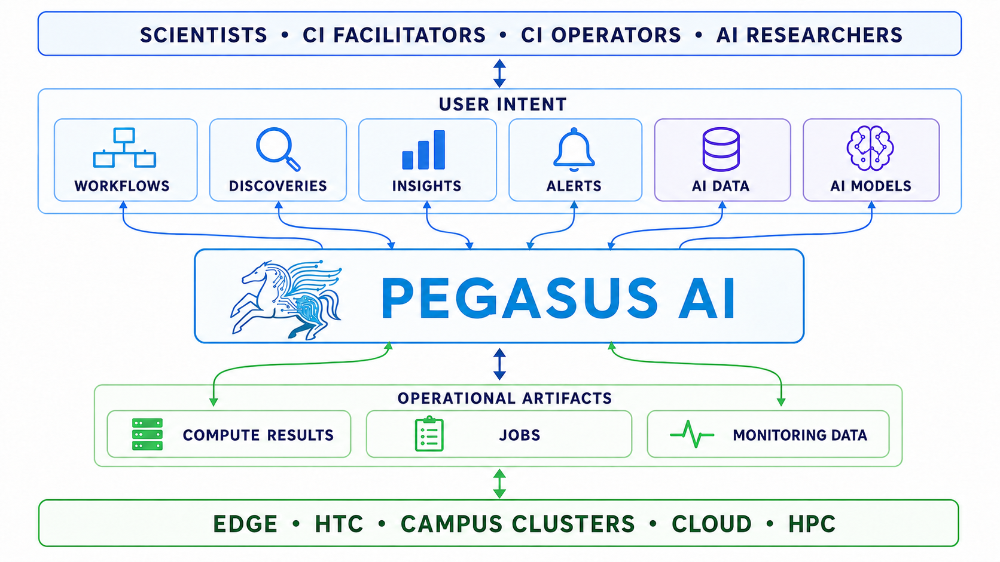 SCIENTISTS • CI FACILITATORS • CI OPERATORS • AI RESEARCHERS
USER INTENT
WORKFLOWS
DISCOVERIES
INSIGHTS
ALERTS
AI DATA
AI MODELS
PEGASUS AI
OPERATIONAL ARTIFACTS
COMPUTE RESULTS
JOBS
MONITORING DATA
EDGE • HTC • CAMPUS CLUSTERS • CLOUD • HPC